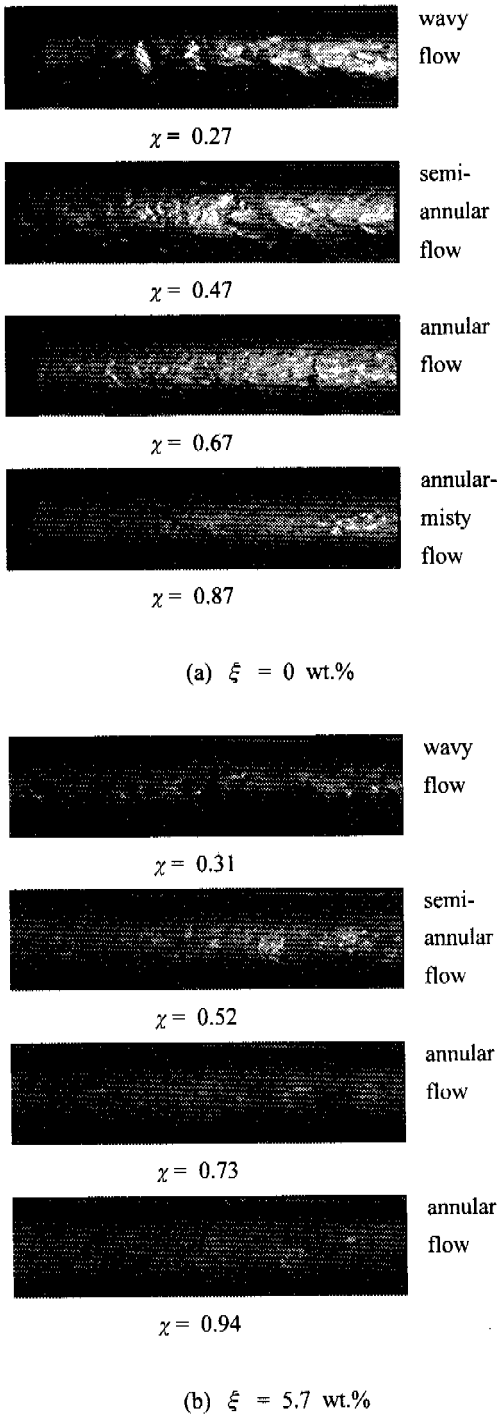 wavy
flow
χ = 0.27
semi-
annular
flow
χ = 0.47
annular
flow
χ = 0.67
annular-
misty
flow
χ = 0.87
(a) ξ = 0 wt.%
wavy
flow
χ = 0.31
semi-
annular
flow
χ = 0.52
annular
flow
χ = 0.73
annular
flow
χ = 0.94
(b) ξ = 5.7 wt.%